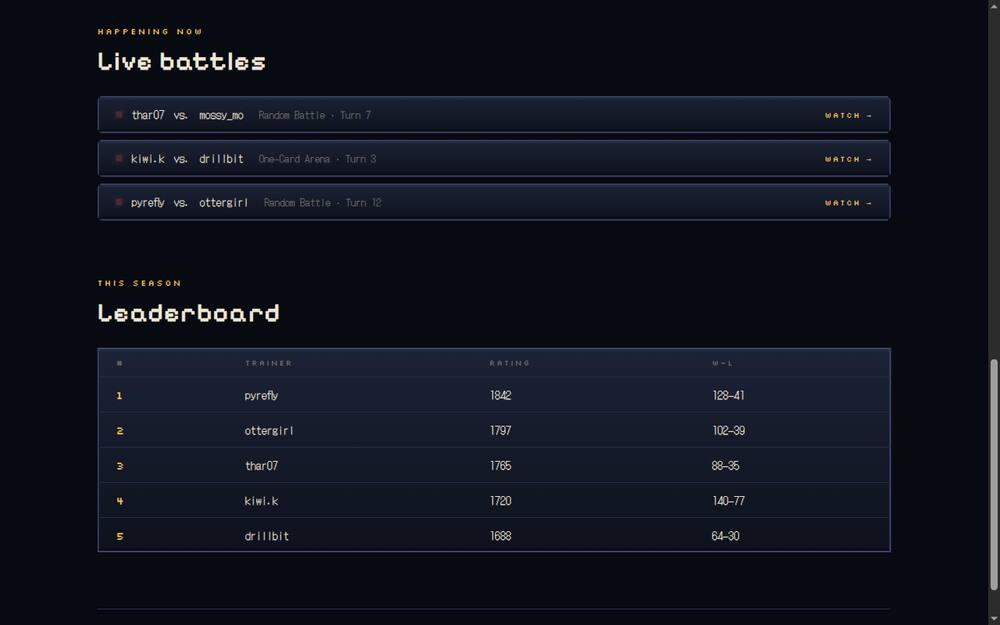 HAPPENING NOW
Live battles
thar07 vs. mossy_mo Random Battle · Turn 7 WATCH →
kiwi.k vs. drillbit One-Card Arena · Turn 3 WATCH →
pyrefly vs. ottergirl Random Battle · Turn 12 WATCH →
THIS SEASON
Leaderboard
# TRAINER RATING W-L
1 pyrefly 1842 128–41
2 ottergirl 1797 102–39
3 thar07 1765 88–35
4 kiwi.k 1720 140–77
5 drillbit 1688 64–30